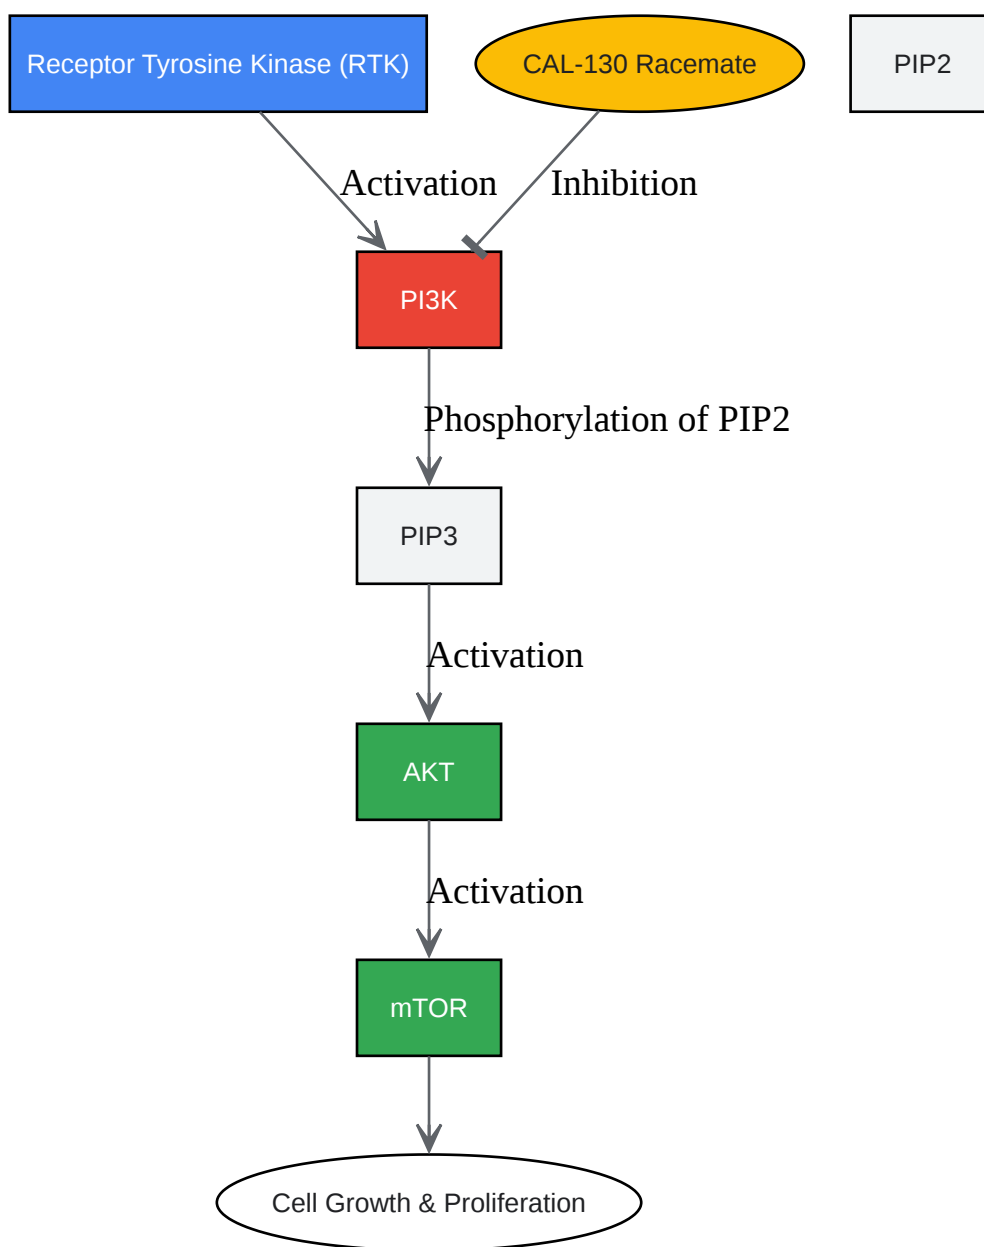 Receptor Tyrosine Kinase (RTK)
CAL-130 Racemate
PIP2
Activation
Inhibition
PI3K
Phosphorylation of PIP2
PIP3
Activation
AKT
Activation
mTOR
Cell Growth & Proliferation